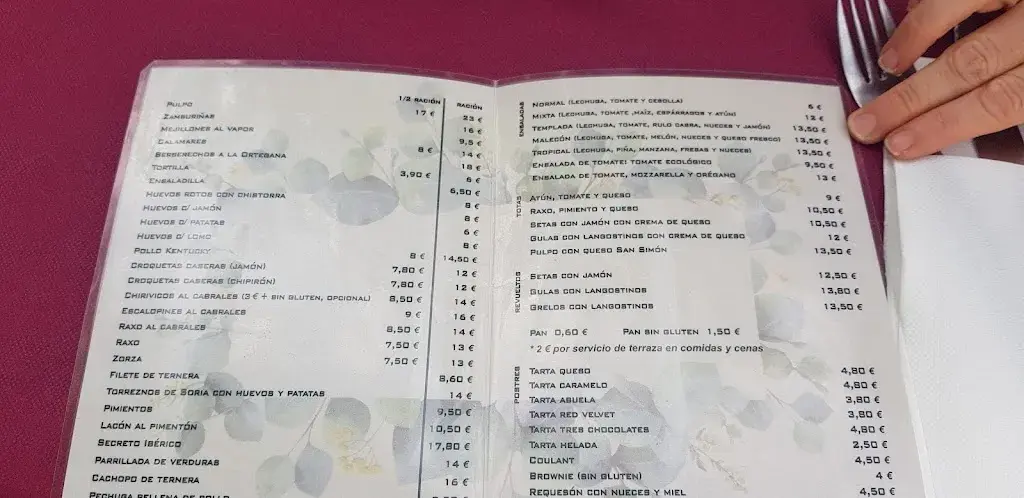 1/2 RACIÓN RACIÓN
PULPO 17 € 23 €
ZAMBURIÑAS 16 €
MEJILLONES AL VAPOR 9,5 €
CALAMARES 8 € 14 €
BERBERECHOS A LA ORTEGANA 18 €
TORTILLA 3,90 € 6 €
ENSALADILLA 6,50 €
HUEVOS ROTOS CON CHISTORRA 8 €
HUEVOS C/ JAMÓN 8 €
HUEVOS C/ PATATAS 6 €
HUEVOS C/ LOMO 8 €
POLLO KENTUCKY 8 € 14,50 €
CROQUETAS CASERAS (JAMÓN) 7,80 € 12 €
CROQUETAS CASERAS (CHIPIRÓN) 7,80 € 12 €
CHIRIVICOS AL CABRALES (3 € + SIN GLUTEN, OPCIONAL) 8,50 € 14 €
ESCALOPINES AL CABRALES 9 € 16 €
RAXO AL CABRALES 8,50 € 14 €
RAXO 7,50 € 13 €
ZORZA 7,50 € 13 €
FILETE DE TERNERA 8,60 €
TORREZNOS DE SORIA CON HUEVOS Y PATATAS 14 €
PIMIENTOS 9,50 €
LACÓN AL PIMENTÓN 10,50 €
SECRETO IBÉRICO 17,80 €
PARRILLADA DE VERDURAS 14 €
CACHOPO DE TERNERA 16 €
PECHUGA RELLENA DE POLLO
ENSALADAS
NORMAL (LECHUGA, TOMATE Y CEBOLLA) 6 €
MIXTA (LECHUGA, TOMATE ,MAÍZ, ESPÁRRAGOS Y ATÚN) 12 €
TEMPLADA (LECHUGA, TOMATE, RULO CABRA, NUECES Y JAMÓN) 13,50 €
MALECÓN (LECHUGA, TOMATE, MELÓN, NUECES Y QUESO FRESCO) 13,50 €
TROPICAL (LECHUGA, PIÑA, MANZANA, FRESAS Y NUECES) 13,50 €
ENSALADA DE TOMATE: TOMATE ECOLÓGICO 9,50 €
ENSALADA DE TOMATE, MOZZARELLA Y ORÉGANO 13 €
TOTAS
ATÚN, TOMATE Y QUESO 9 €
RAXO, PIMIENTO Y QUESO 10,50 €
SETAS CON JAMÓN CON CREMA DE QUESO 10,50 €
GULAS CON LANGOSTINOS CON CREMA DE QUESO 12 €
PULPO CON QUESO SAN SIMÓN 13,50 €
REVUELTOS
SETAS CON JAMÓN 12,50 €
GULAS CON LANGOSTINOS 13,80 €
GRELOS CON LANGOSTINOS 13,50 €
PAN 0,60 € PAN SIN GLUTEN 1,50 €
* 2 € por servicio de terraza en comidas y cenas
POSTRES
TARTA QUESO 4,80 €
TARTA CARAMELO 4,80 €
TARTA ABUELA 3,80 €
TARTA RED VELVET 3,80 €
TARTA TRES CHOCOLATES 4,80 €
TARTA HELADA 2,50 €
COULANT 4,50 €
BROWNIE (SIN GLUTEN) 4 €
REQUESÓN CON NUECES Y MIEL 4,50 €